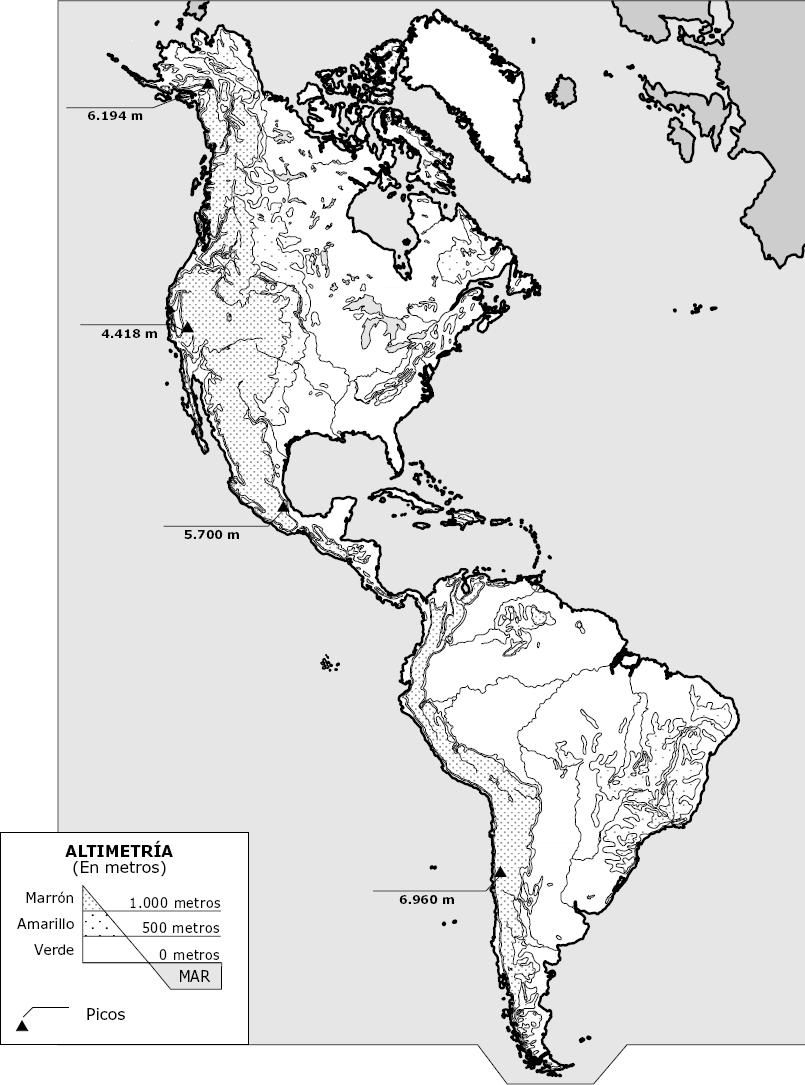 6.194 m
4.418 m
5.700 m
6.960 m
ALTIMETRÍA
(En metros)
Marrón
1.000 metros
Amarillo
500 metros
Verde
0 metros
MAR
Picos